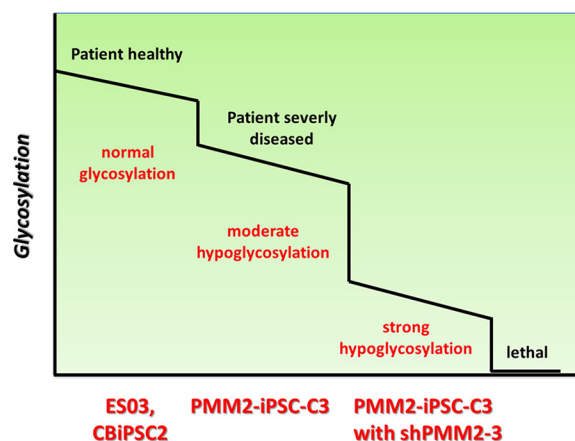 Patient healthy
Patient severly
diseased
normal
glycosylation
moderate
hypoglycosylation
strong
hypoglycosylation
lethal
Glycosylation
ES03,
CBiPSC2
PMM2-iPSC-C3
PMM2-iPSC-C3
with shPMM2-3